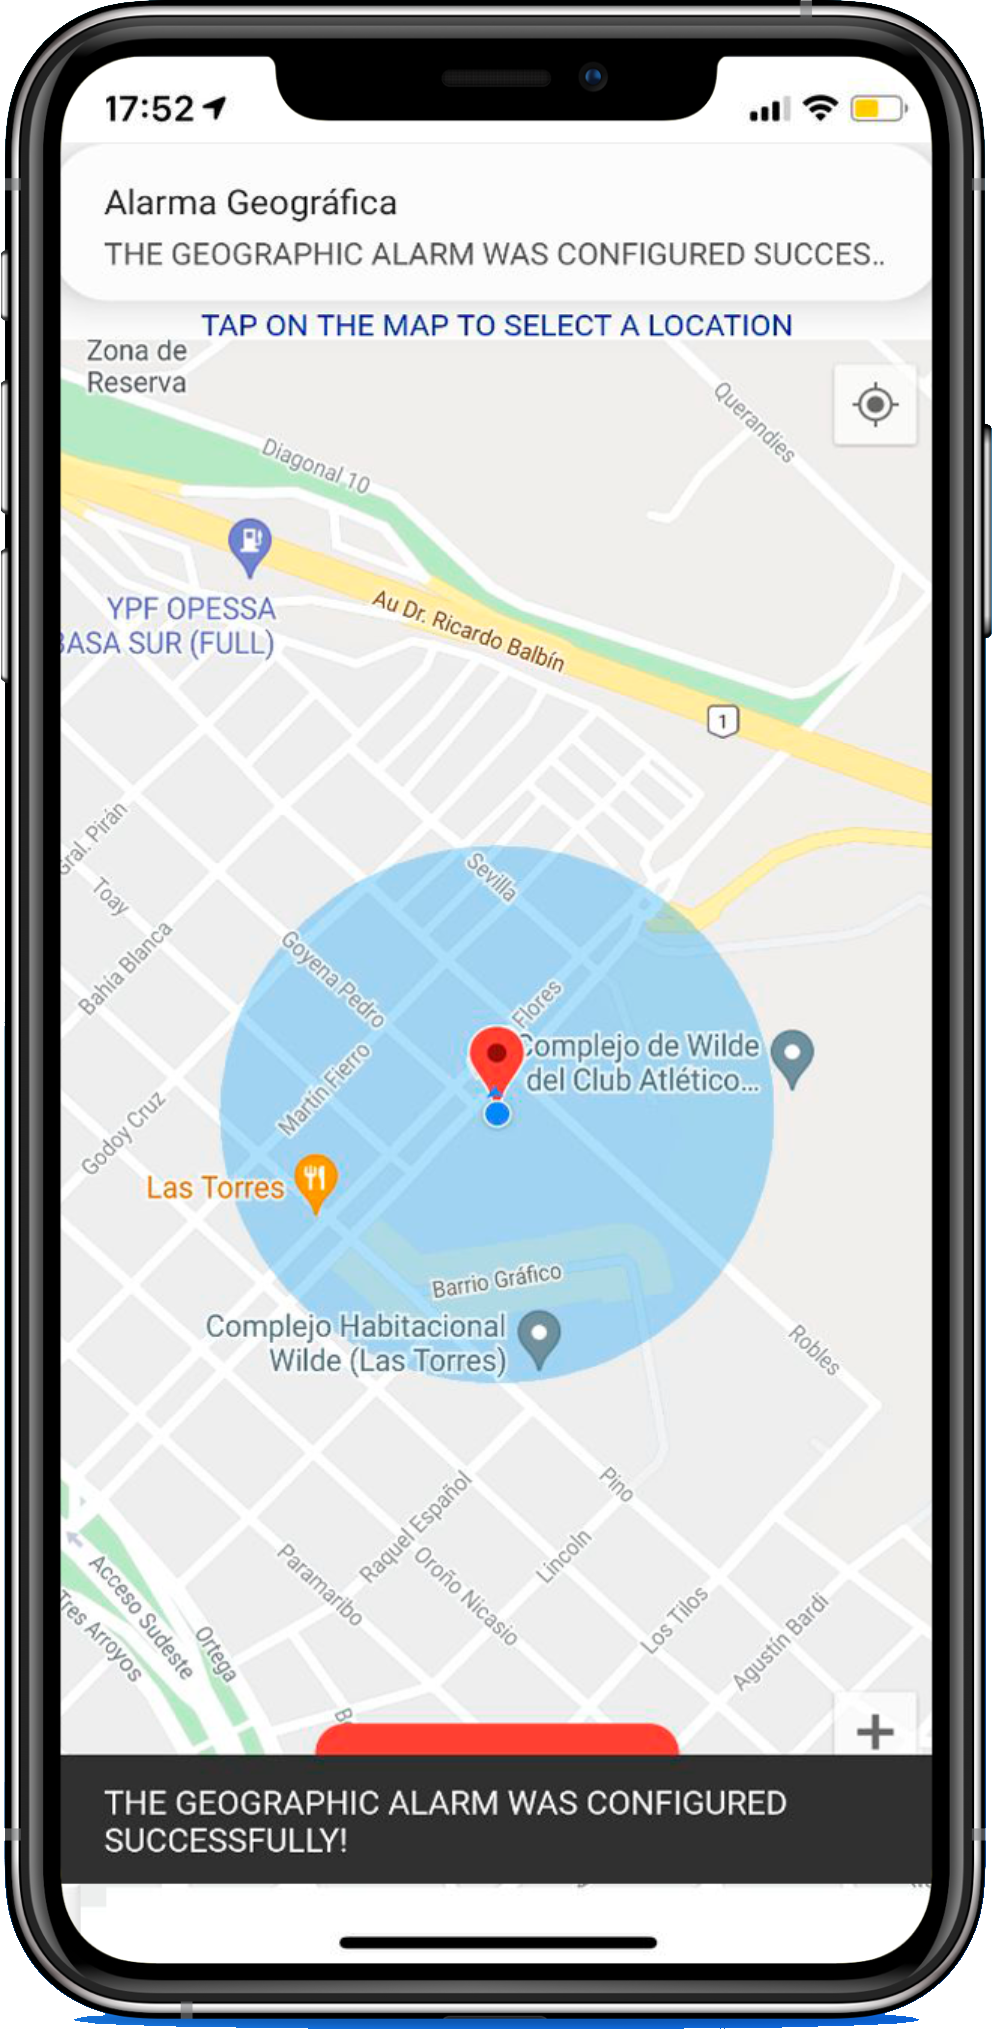 17:52
Alarma Geográfica
THE GEOGRAPHIC ALARM WAS CONFIGURED SUCCES..
TAP ON THE MAP TO SELECT A LOCATION
Zona de
Reserva
Querandies
Diagonal 10
YPF OPESSA
BASA SUR (FULL)
Au Dr. Ricardo Balbín
1
Gral. Pirán
Toay
Sevilla
Bahía Blanca
Goyena Pedro
Flores
Complejo de Wilde
del Club Atlético...
Martín Fierro
Godoy Cruz
Las Torres
Barrio Gráfico
Complejo Habitacional
Wilde (Las Torres)
Robles
Pino
Raquel Español
Lincoln
Paramaribo
Oroño Nicasio
Acceso Sudeste
Tres Arroyos
Ortega
Los Tilos
Agustín Bardi
+
THE GEOGRAPHIC ALARM WAS CONFIGURED
SUCCESSFULLY!